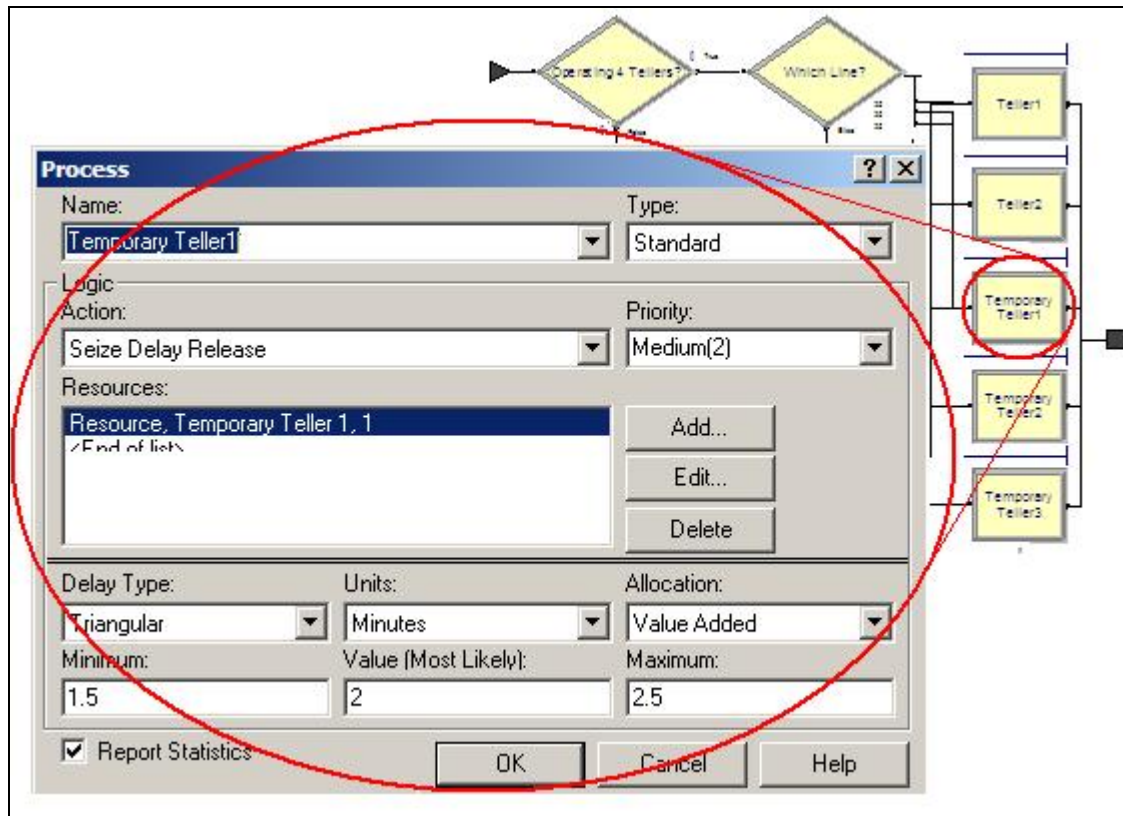 Operating 4 Tellers?
True
Which Line?
False
Else
Teller1
Teller2
Temporary
Teller1
Temporary
Teller2
Temporary
Teller3
Process
Name:
Type:
Temporary Teller1
Standard
Logic
Action:
Priority:
Seize Delay Release
Medium(2)
Resources:
Resource, Temporary Teller 1, 1
<End of list>
Add...
Edit...
Delete
Delay Type:
Units:
Allocation:
Triangular
Minutes
Value Added
Minimum:
Value (Most Likely):
Maximum:
1.5
2
2.5
Report Statistics
OK
Cancel
Help